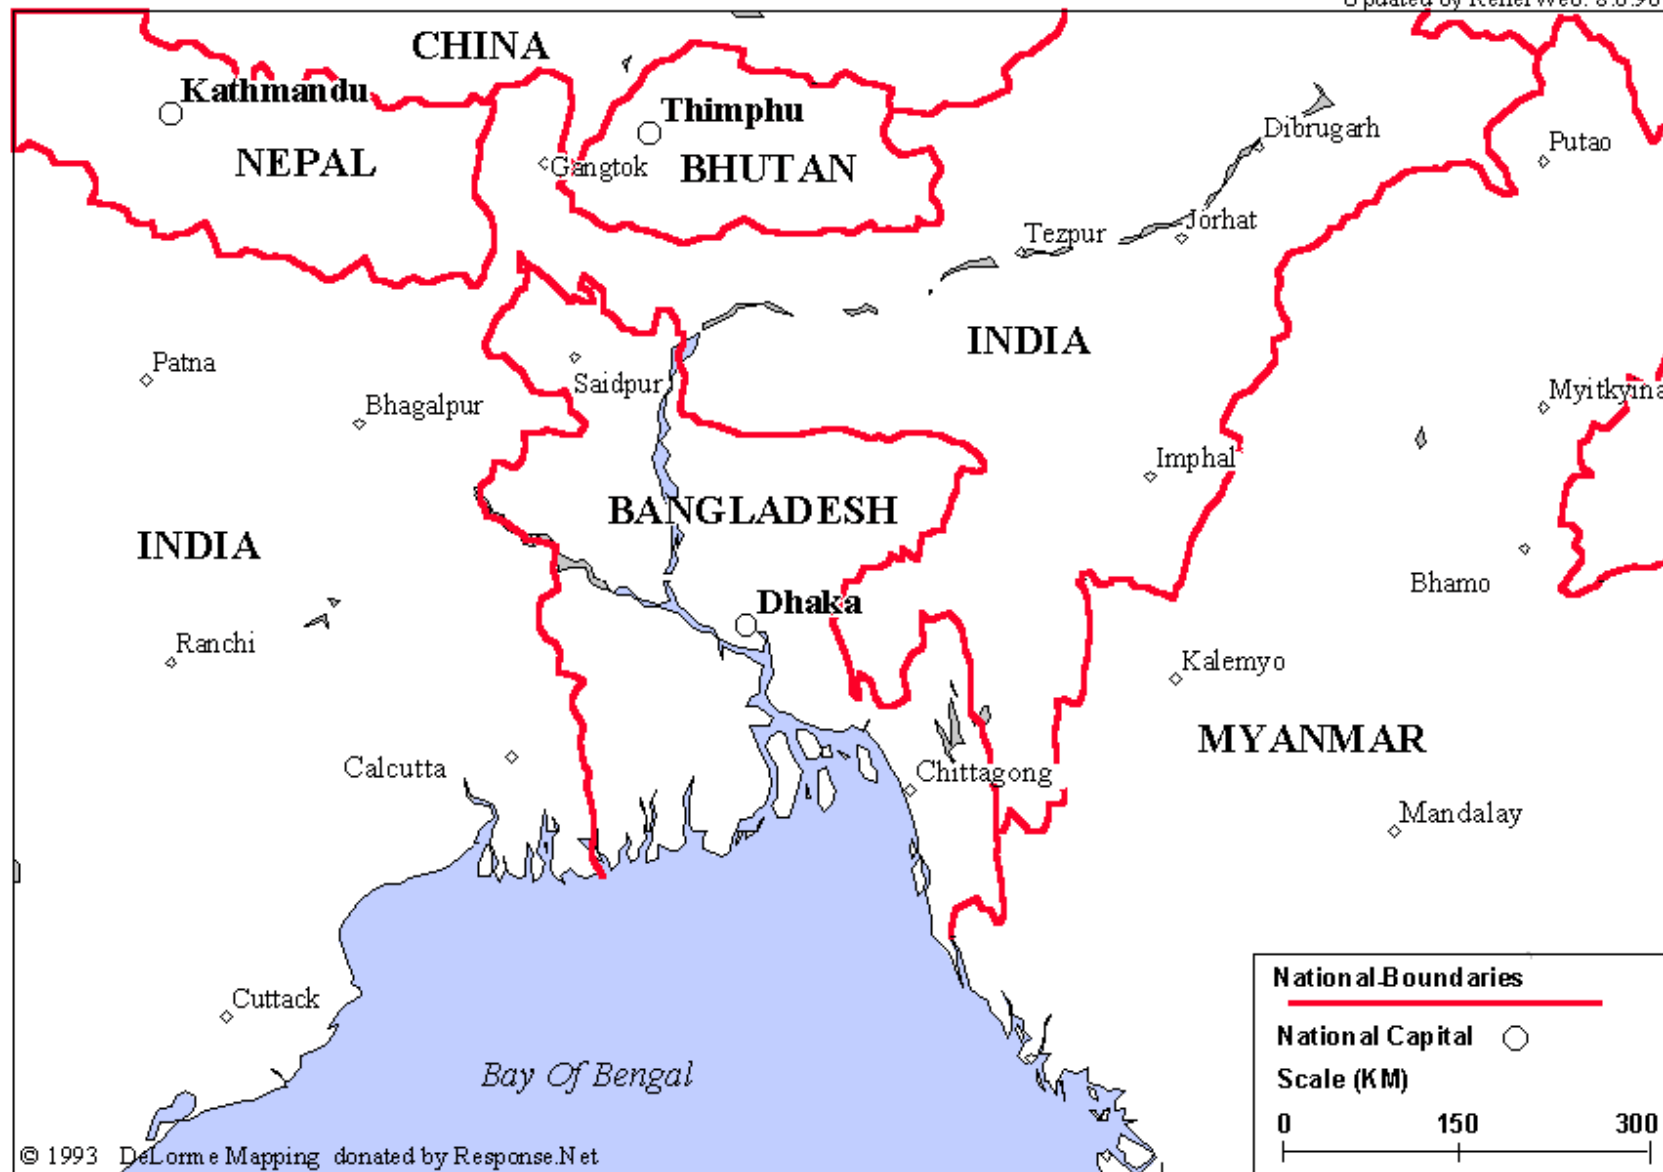 CHINA
Kathmandu
Thimphu
Dibrugarh
Putao
NEPAL
Gangtok
BHUTAN
Tezpur
Jorhat
INDIA
Patna
Saidpur
Myitkyina
Bhagalpur
Imphal
BANGLADESH
INDIA
Bhamo
Dhaka
Ranchi
Kalemyo
MYANMAR
Calcutta
Chittagong
Mandalay
National Boundaries
Cuttack
National Capital
Bay Of Bengal
Scale (KM)
0 150 300
© 1993 DeLorme Mapping donated by Response.Net